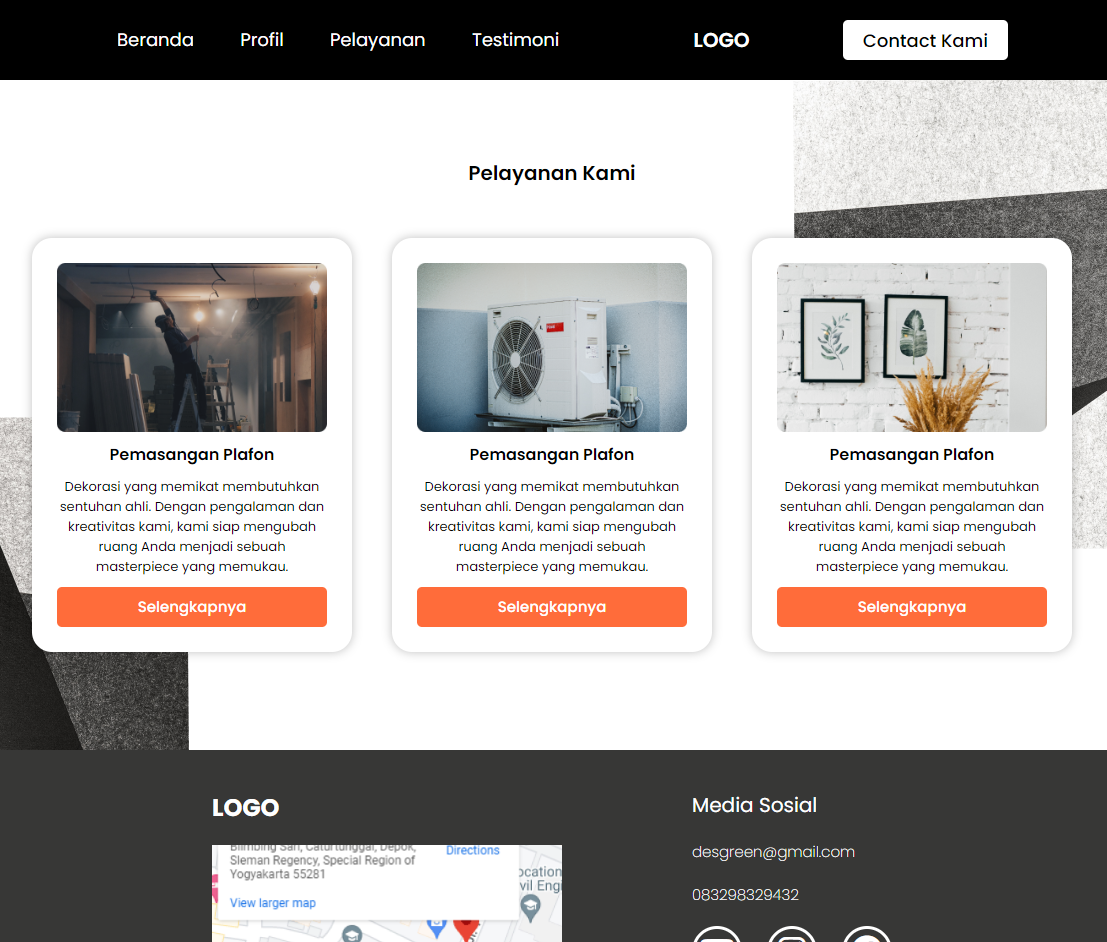 Beranda Profil Pelayanan Testimoni LOGO Contact Kami
Pelayanan Kami
Pemasangan Plafon
Dekorasi yang memikat membutuhkan
sentuhan ahli. Dengan pengalaman dan
kreativitas kami, kami siap mengubah
ruang Anda menjadi sebuah
masterpiece yang memukau.
Selengkapnya
Pemasangan Plafon
Dekorasi yang memikat membutuhkan
sentuhan ahli. Dengan pengalaman dan
kreativitas kami, kami siap mengubah
ruang Anda menjadi sebuah
masterpiece yang memukau.
Selengkapnya
Pemasangan Plafon
Dekorasi yang memikat membutuhkan
sentuhan ahli. Dengan pengalaman dan
kreativitas kami, kami siap mengubah
ruang Anda menjadi sebuah
masterpiece yang memukau.
Selengkapnya
LOGO
Blimbing Sari, Caturtunggal, Depok,
Sleman Regency, Special Region of
Yogyakarta 55281
Directions
View larger map
Media Sosial
desgreen@gmail.com
083298329432